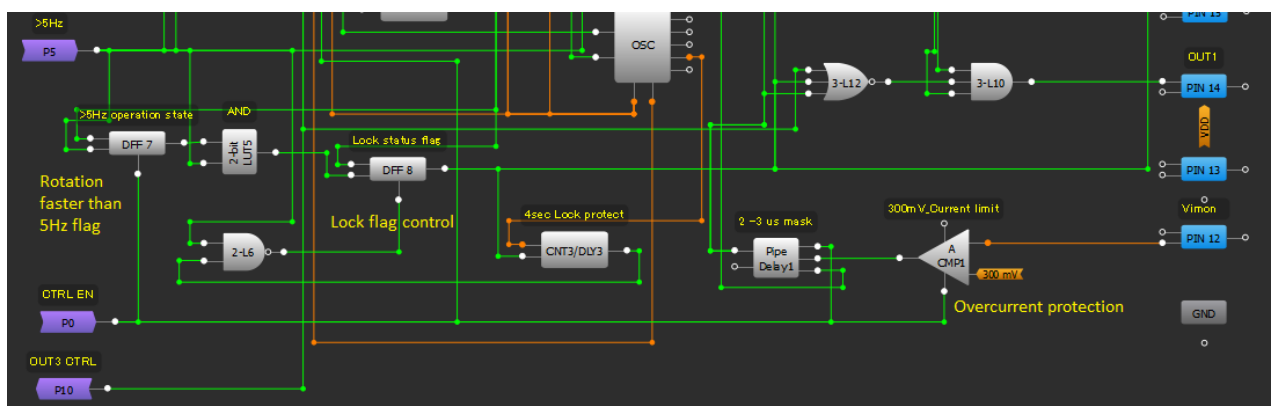 >5Hz
P5
OSC
PIN 15
OUT1
3-L12
3-L10
PIN 14
>5Hz operation state
AND
VDD
DFF 7
2-bit
LUT5
Lock status flag
DFF 8
PIN 13
Rotation
faster than
5Hz flag
Lock flag control
4sec Lock protect
2 -3 us mask
300mV_Current limit
Vimon
2-L6
CNT3/DLY3
Pipe
Delay1
A
CMP1
PIN 12
300 mV
CTRL EN
P0
Overcurrent protection
GND
OUT3 CTRL
P10